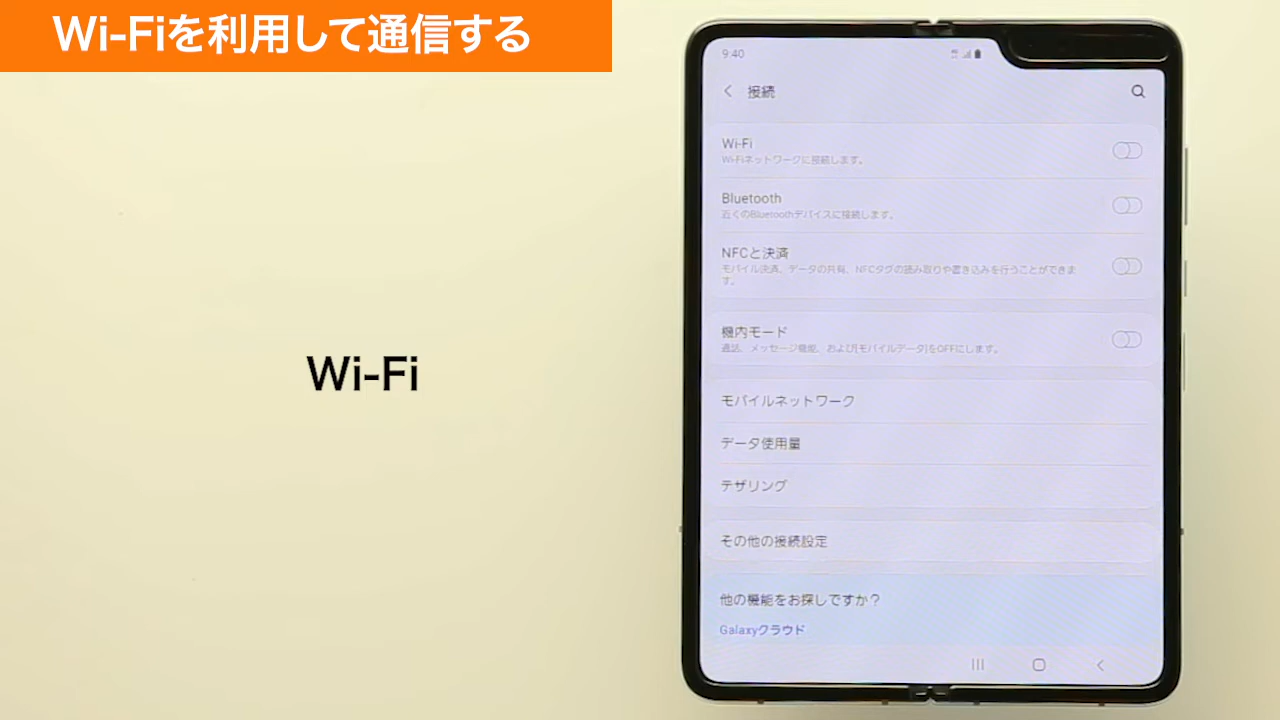 Wi-Fiを利用して通信する
9:40
接続
Wi-Fi
Wi-Fiネットワークに接続します。
Bluetooth
近くのBluetoothデバイスに接続します。
NFCと決済
モバイル決済、データの共有、NFCタグの読み取りや書き込みを行うことができま
す。
機内モード
通話、メッセージ機能、および[モバイルデータ]をOFFにします。
モバイルネットワーク
データ使用量
テザリング
その他の接続設定
他の機能をお探しですか？
Galaxyクラウド
Wi-Fi